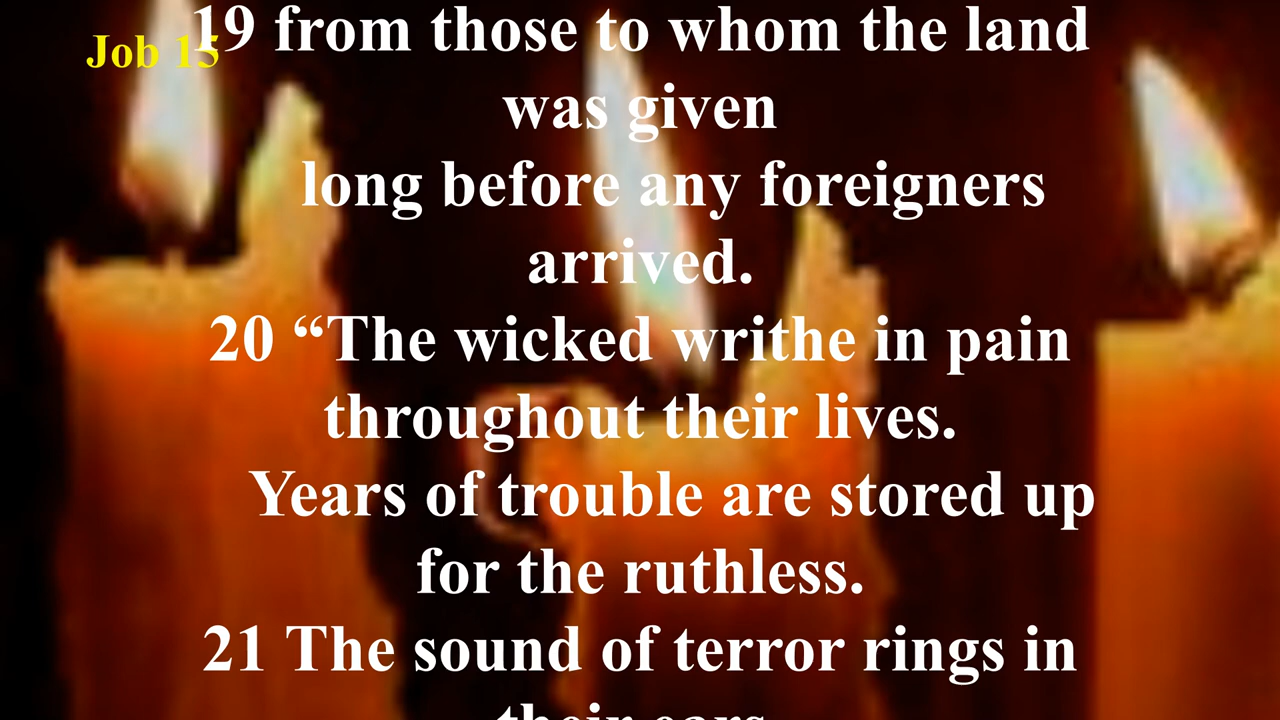 Job 15
19 from those to whom the land
was given
long before any foreigners
arrived.
20 “The wicked writhe in pain
throughout their lives.
Years of trouble are stored up
for the ruthless.
21 The sound of terror rings in
their ears,